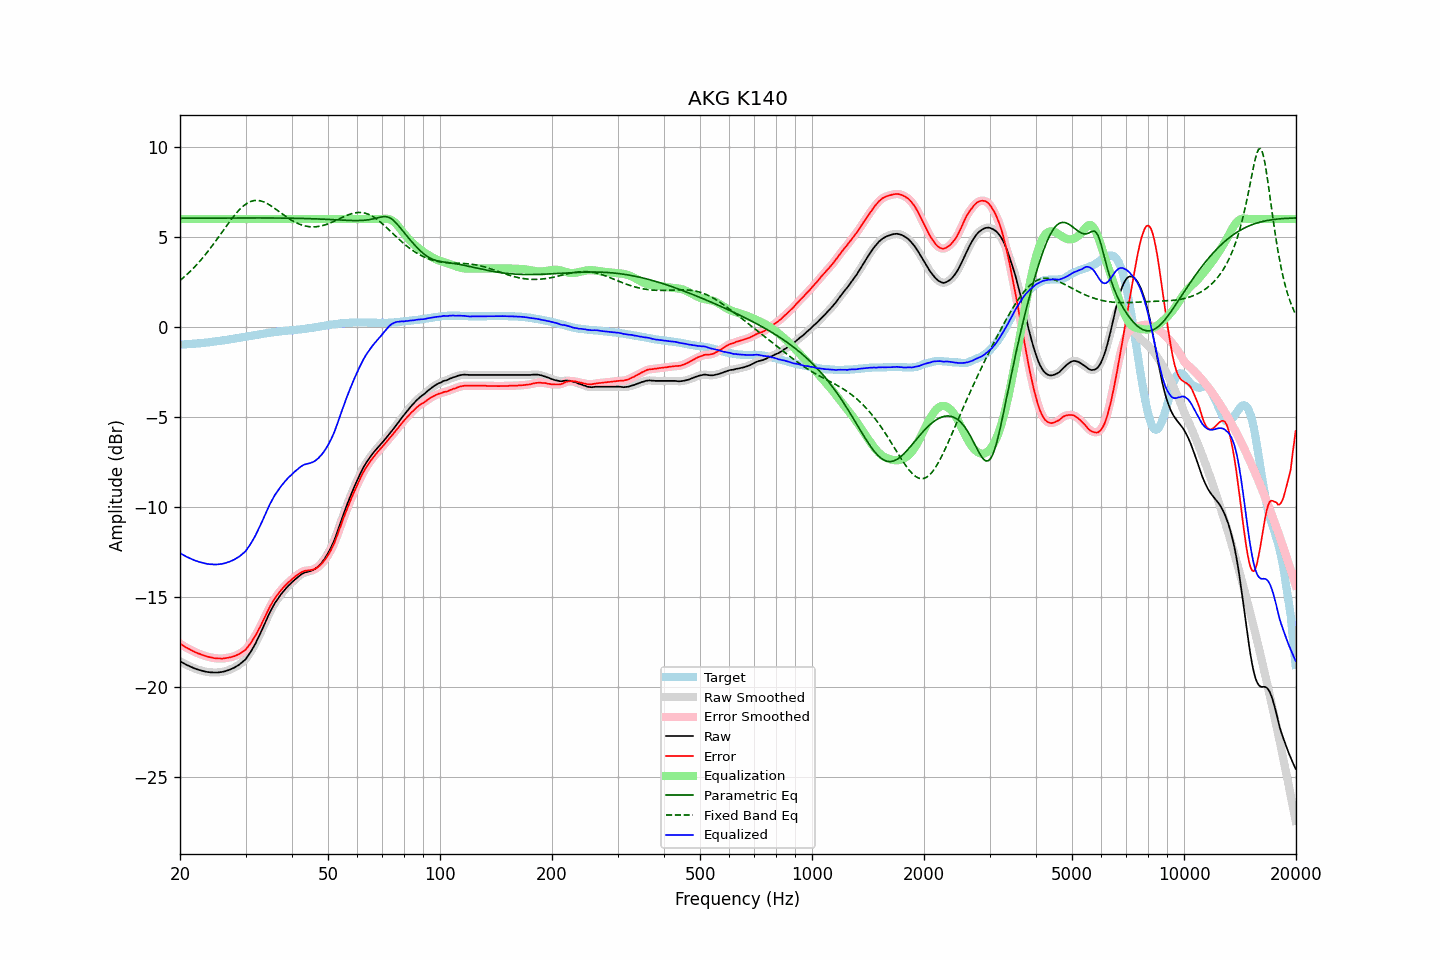 AKG K140
10
5
0
−5
−10
−15
−20
−25
Amplitude (dBr)
20
50
100
200
500
1000
2000
5000
10000
20000
Frequency (Hz)
Target
Raw Smoothed
Error Smoothed
Raw
Error
Equalization
Parametric Eq
Fixed Band Eq
Equalized